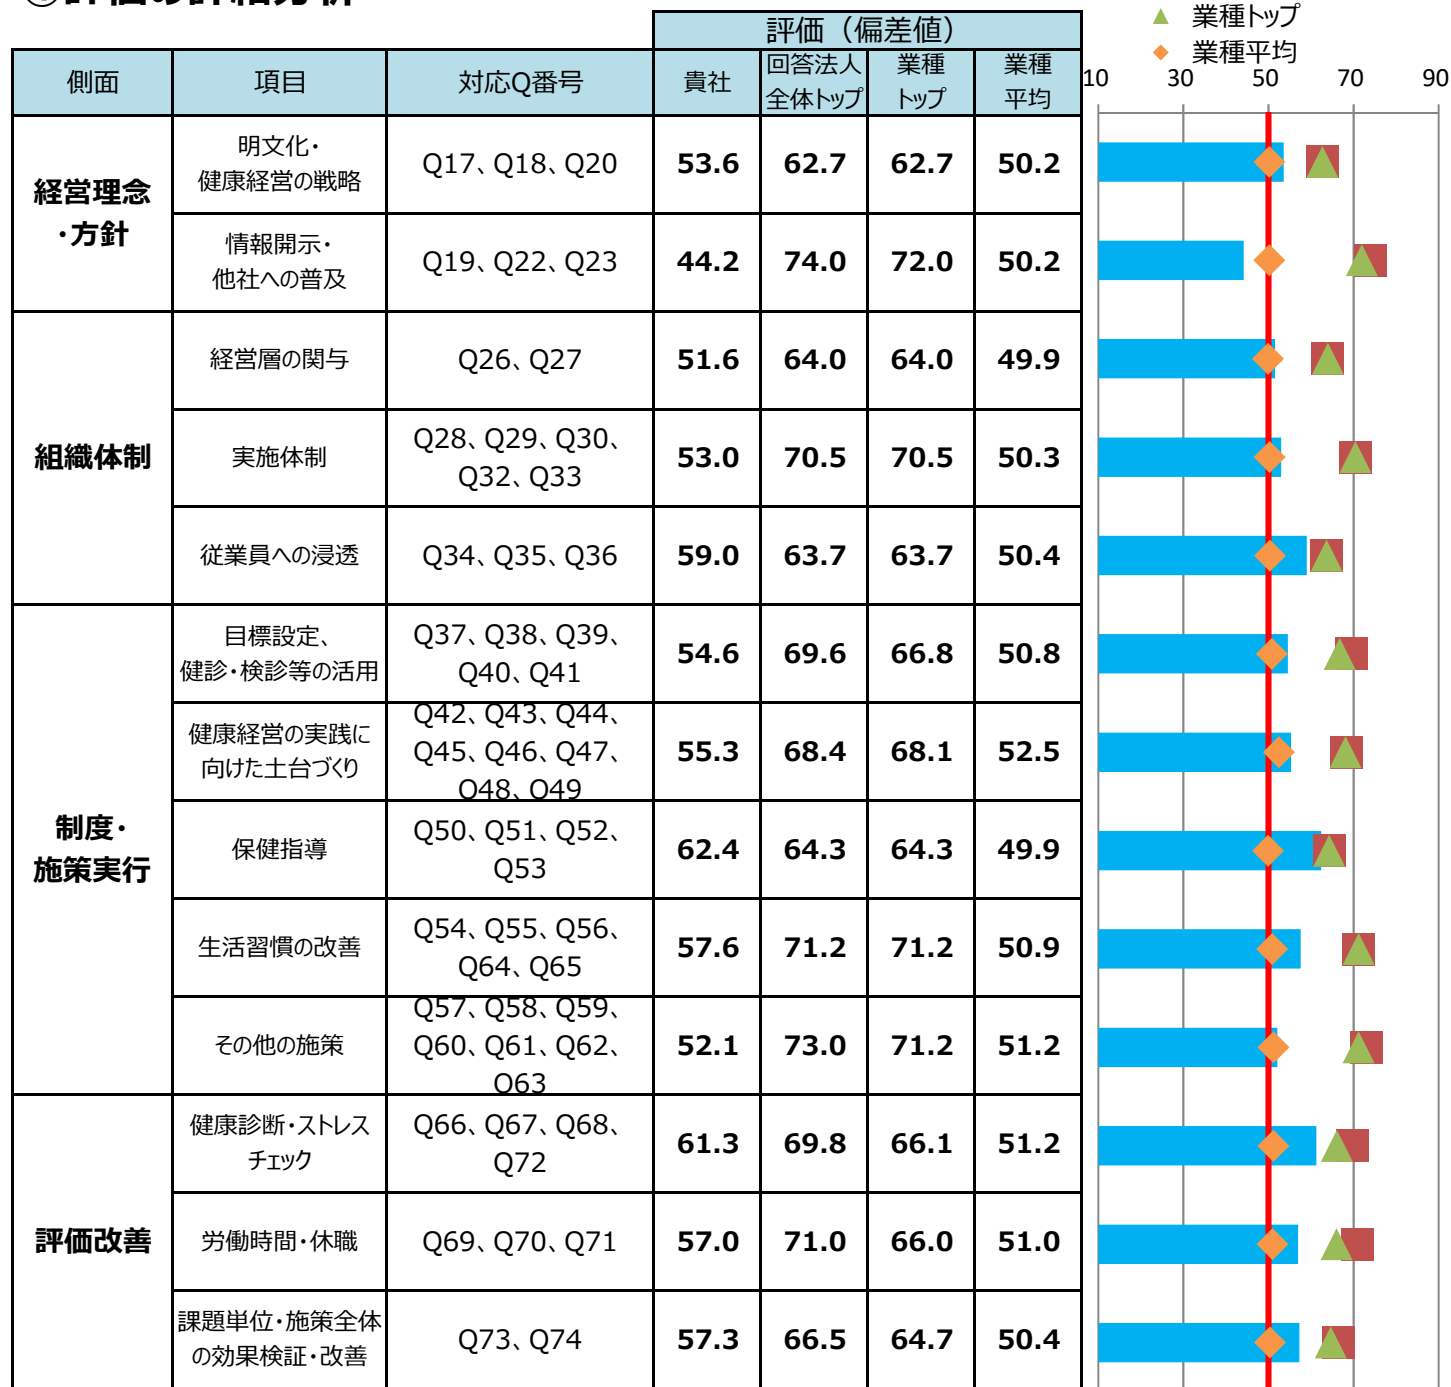 ▲ 業種トップ
◆ 業種平均
評価（偏差値）
側面 項目 対応Q番号 貴社 回答法人全体トップ 業種トップ 業種平均
10 30 50 70 90
経営理念
・方針
明文化・
健康経営の戦略
Q17、Q18、Q20 53.6 62.7 62.7 50.2
情報開示・
他社への普及
Q19、Q22、Q23 44.2 74.0 72.0 50.2
組織体制
経営層の関与 Q26、Q27 51.6 64.0 64.0 49.9
実施体制
Q28、Q29、Q30、
Q32、Q33
53.0 70.5 70.5 50.3
従業員への浸透 Q34、Q35、Q36 59.0 63.7 63.7 50.4
制度・
施策実行
目標設定、
健診・検診等の活用
Q37、Q38、Q39、
Q40、Q41
54.6 69.6 66.8 50.8
健康経営の実践に
向けた土台づくり
Q42、Q43、Q44、
Q45、Q46、Q47、
Q48、Q49
55.3 68.4 68.1 52.5
保健指導
Q50、Q51、Q52、
Q53
62.4 64.3 64.3 49.9
生活習慣の改善
Q54、Q55、Q56、
Q64、Q65
57.6 71.2 71.2 50.9
その他の施策
Q57、Q58、Q59、
Q60、Q61、Q62、
Q63
52.1 73.0 71.2 51.2
評価改善
健康診断・ストレス
チェック
Q66、Q67、Q68、
Q72
61.3 69.8 66.1 51.2
労働時間・休職 Q69、Q70、Q71 57.0 71.0 66.0 51.0
課題単位・施策全体
の効果検証・改善
Q73、Q74 57.3 66.5 64.7 50.4